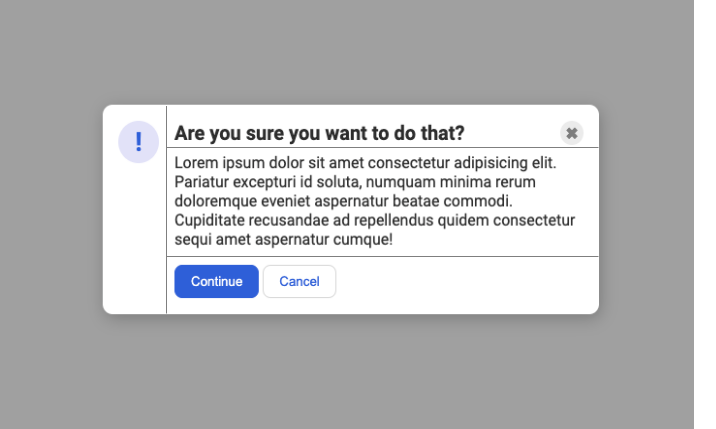 !
Are you sure you want to do that?
✖
Lorem ipsum dolor sit amet consectetur adipisicing elit.
Pariatur excepturi id soluta, numquam minima rerum
doloremque eveniet aspernatur beatae commodi.
Cupiditate recusandae ad repellendus quidem consectetur
sequi amet aspernatur cumque!
Continue
Cancel